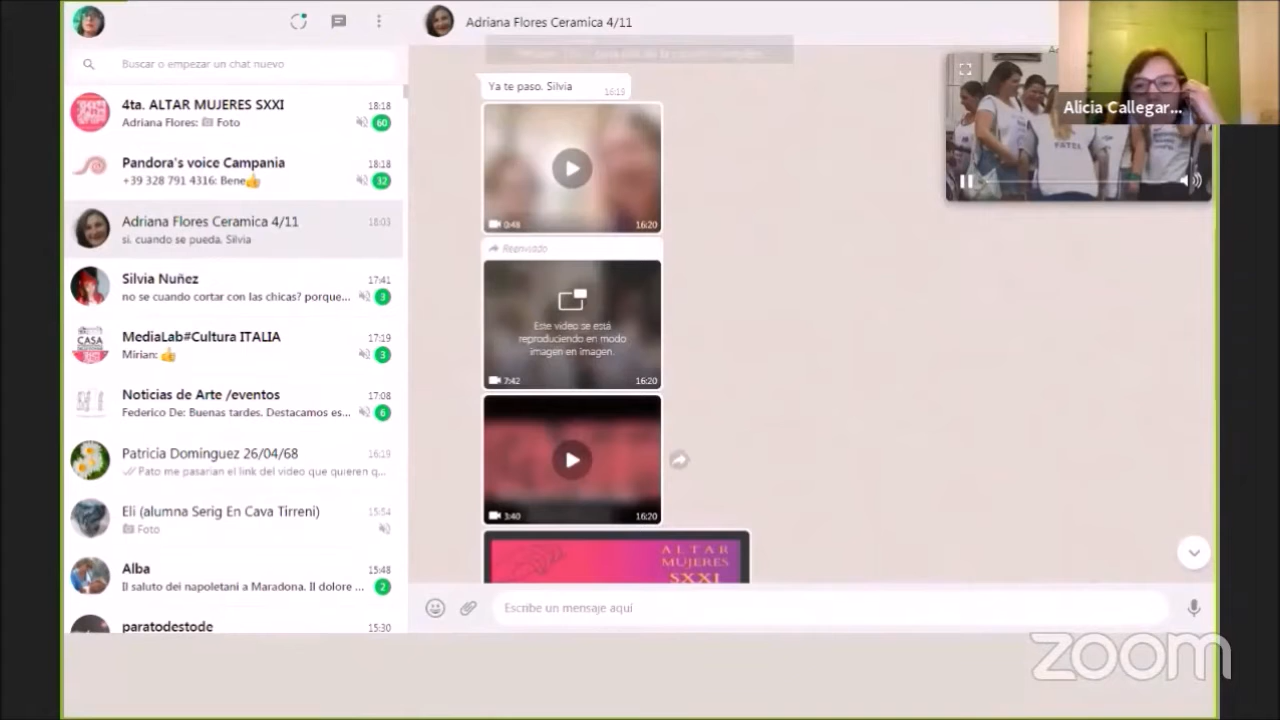 Buscar o empezar un chat nuevo
4ta. ALTAR MUJERES SXXI
18:18
Adriana Flores: Foto
60
Pandora's voice Campania
18:18
+39 328 791 4316: Bene👍
32
Adriana Flores Ceramica 4/11
18:03
si. cuando se pueda. Silvia
Silvia Nuñez
17:41
no se cuando cortar con las chicas? porque...
3
MediaLab#Cultura ITALIA
17:19
Mirian: 👍
3
CASA
Noticias de Arte /eventos
17:08
Federico De: Buenas tardes. Destacamos es...
6
Patricia Dominguez 26/04/68
16:19
Pato me pasarian el link del video que quieren q...
Eli (alumna Serig En Cava Tirreni)
15:54
Foto
Alba
15:48
Il saluto dei napoletani a Maradona. Il dolore ...
2
paratodestode
15:30
Adriana Flores Ceramica 4/11
Ya te paso. Silvia
16:19
0:48
16:20
Reenviado
Este video se está
reproduciendo en modo
imagen en imagen.
7:42
16:20
3:40
16:20
ALTAR
MUJERES
SXXI
Escribe un mensaje aquí
Alicia Callegar...
zoom